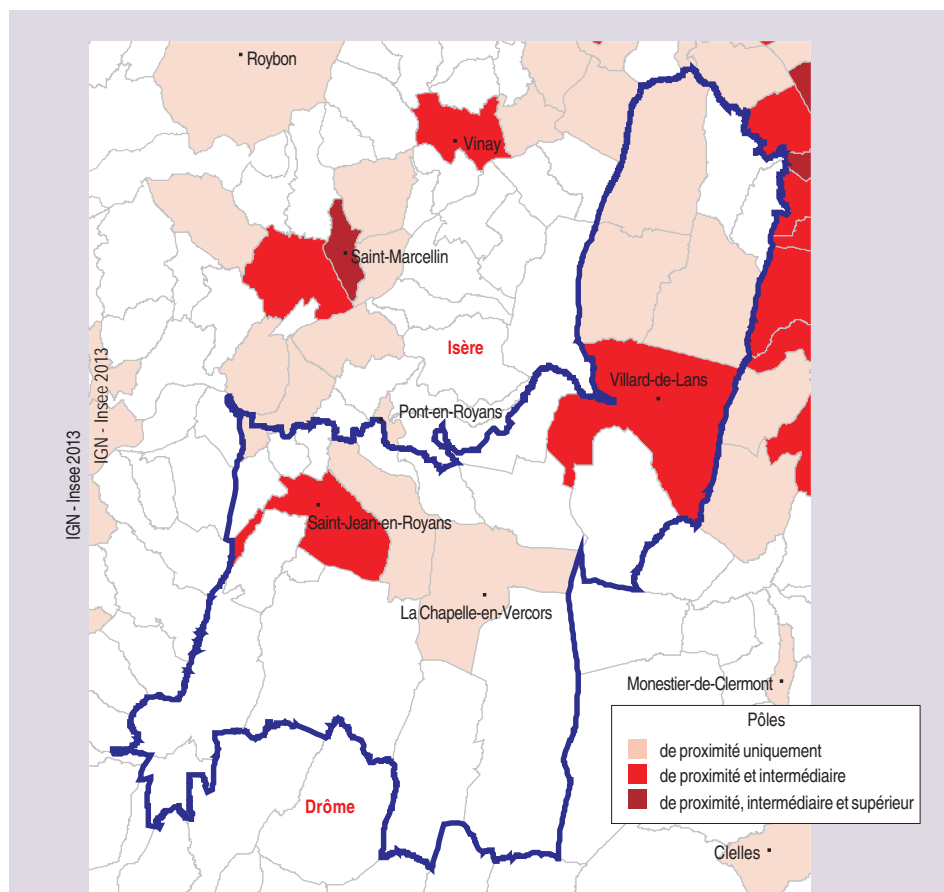 Roybon
Vinay
Saint-Marcellin
Isère
Villard-de-Lans
Pont-en-Royans
IGN - Insee 2013
IGN - Insee 2013
Saint-Jean-en-Royans
La Chapelle-en-Vercors
Monestier-de-Clermont
Pôles
de proximité uniquement
de proximité et intermédiaire
de proximité, intermédiaire et supérieur
Drôme
Clelles